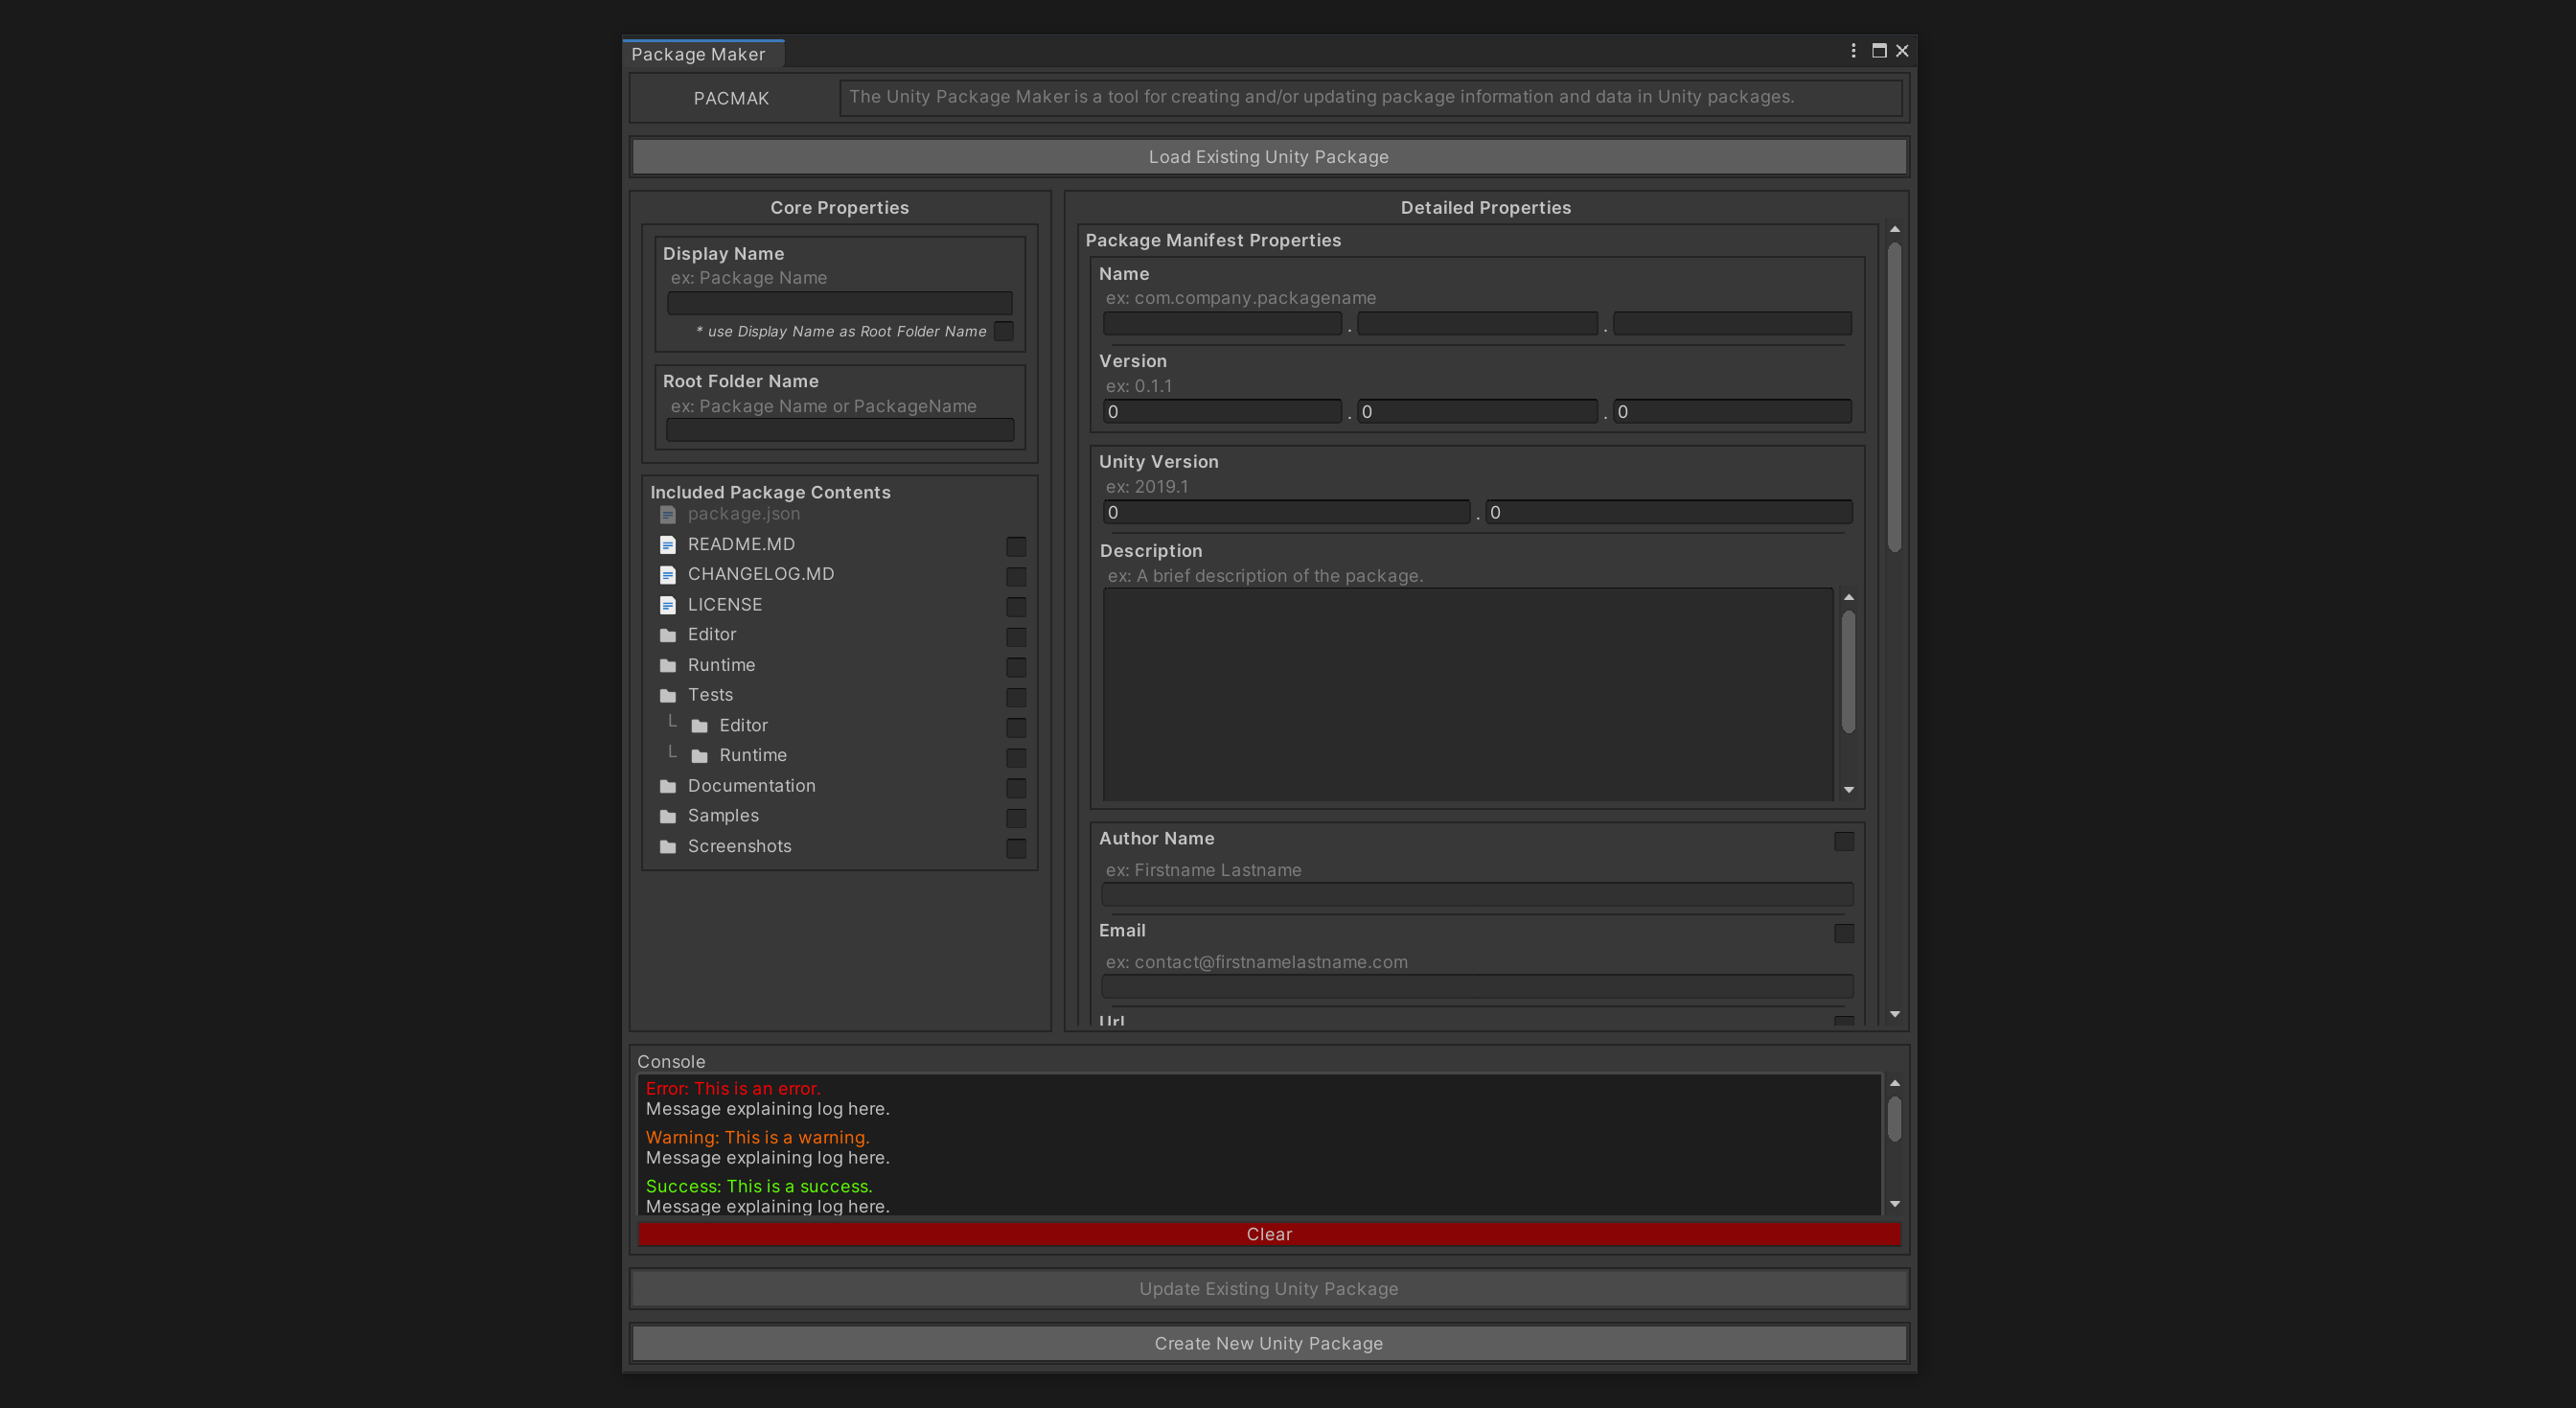 Package Maker
PACMAK
The Unity Package Maker is a tool for creating and/or updating package information and data in Unity packages.
Load Existing Unity Package
Core Properties
Display Name
ex: Package Name
* use Display Name as Root Folder Name
Root Folder Name
ex: Package Name or PackageName
Included Package Contents
package.json
README.MD
CHANGELOG.MD
LICENSE
Editor
Runtime
Tests
Editor
Runtime
Documentation
Samples
Screenshots
Detailed Properties
Package Manifest Properties
Name
ex: com.company.packagename
. .
Version
ex: 0.1.1
0 . 0 . 0
Unity Version
ex: 2019.1
0 . 0
Description
ex: A brief description of the package.
Author Name
ex: Firstname Lastname
Email
ex: contact@firstnamelastname.com
Url
Console
Error: This is an error.
Message explaining log here.
Warning: This is a warning.
Message explaining log here.
Success: This is a success.
Message explaining log here.
Clear
Update Existing Unity Package
Create New Unity Package